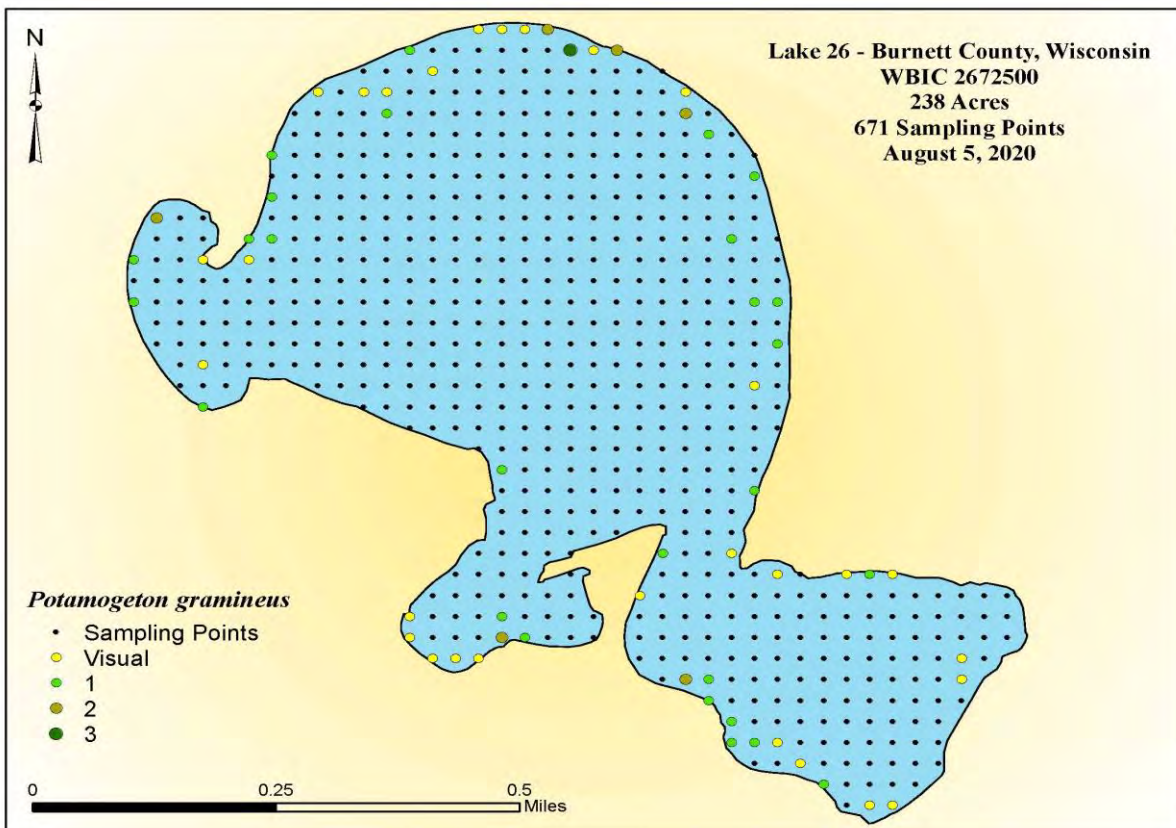 N
Lake 26 - Burnett County, Wisconsin
WBIC 2672500
238 Acres
671 Sampling Points
August 5, 2020
Potamogeton gramineus
Sampling Points
Visual
1
2
3
0 0.25 0.5
Miles